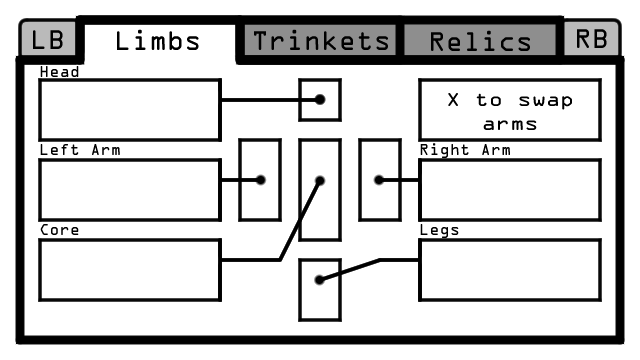 LB Limbs Trinkets Relics RB
Head
X to swap
arms
Left Arm
Right Arm
Core
Legs